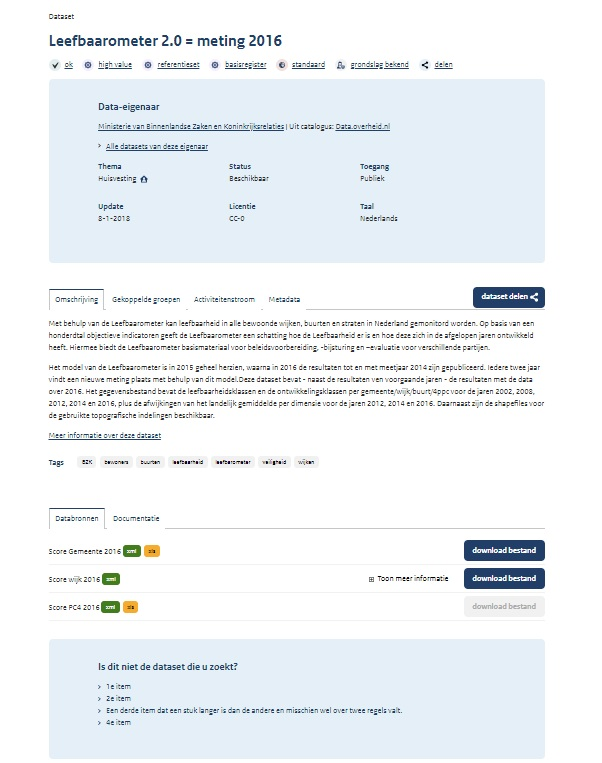 Dataset
Leefbaarometer 2.0 = meting 2016
ok high value referentieset basisregister standaard grondslag bekend delen
Data-eigenaar
Ministerie van Binnenlandse Zaken en Koninkrijksrelaties | Uit catalogus: Data.overheid.nl
Alle datasets van deze eigenaar
Thema Status Toegang
Huisvesting Beschikbaar Publiek
Update Licentie Taal
8-1-2018 CC-0 Nederlands
Omschrijving Gekoppelde groepen Activiteitenstroom Metadata dataset delen
Met behulp van de Leefbaarometer kan leefbaarheid in alle bewoonde wijken, buurten en straten in Nederland gemonitord worden. Op basis van een
honderdtal objectieve indicatoren geeft de Leefbaarometer een schatting hoe de Leefbaarheid er is en hoe deze zich in de afgelopen jaren ontwikkeld
heeft. Hiermee biedt de Leefbaarometer basismateriaal voor beleidsvoorbereiding, -bijsturing en –evaluatie voor verschillende partijen.
Het model van de Leefbaarometer is in 2015 geheel herzien, waarna in 2016 de resultaten tot en met meetjaar 2014 zijn gepubliceerd. Iedere twee jaar
vindt een nieuwe meting plaats met behulp van dit model.Deze dataset bevat - naast de resultaten ven voorgaande jaren - de resultaten met de data
over 2016. Het gegevensbestand bevat de leefbaarheidsklassen en de ontwikkelingsklassen per gemeente/wijk/buurt/4ppc voor de jaren 2002, 2008,
2012, 2014 en 2016, plus de afwijkingen van het landelijk gemiddelde per dimensie voor de jaren 2012, 2014 en 2016. Daarnaast zijn de shapefiles voor
de gebruikte topografische indelingen beschikbaar.
Meer informatie over deze dataset
Tags BZK bewoners buurten leefbaarheid leefbarometer veiligheid wijken
Databronnen Documentatie
Score Gemeente 2016 xml xls download bestand
Score wijk 2016 xml Toon meer informatie download bestand
Score PC4 2016 xml xls download bestand
Is dit niet de dataset die u zoekt?
1e item
2e item
Een derde item dat een stuk langer is dan de andere en misschien wel over twee regels valt.
4e item